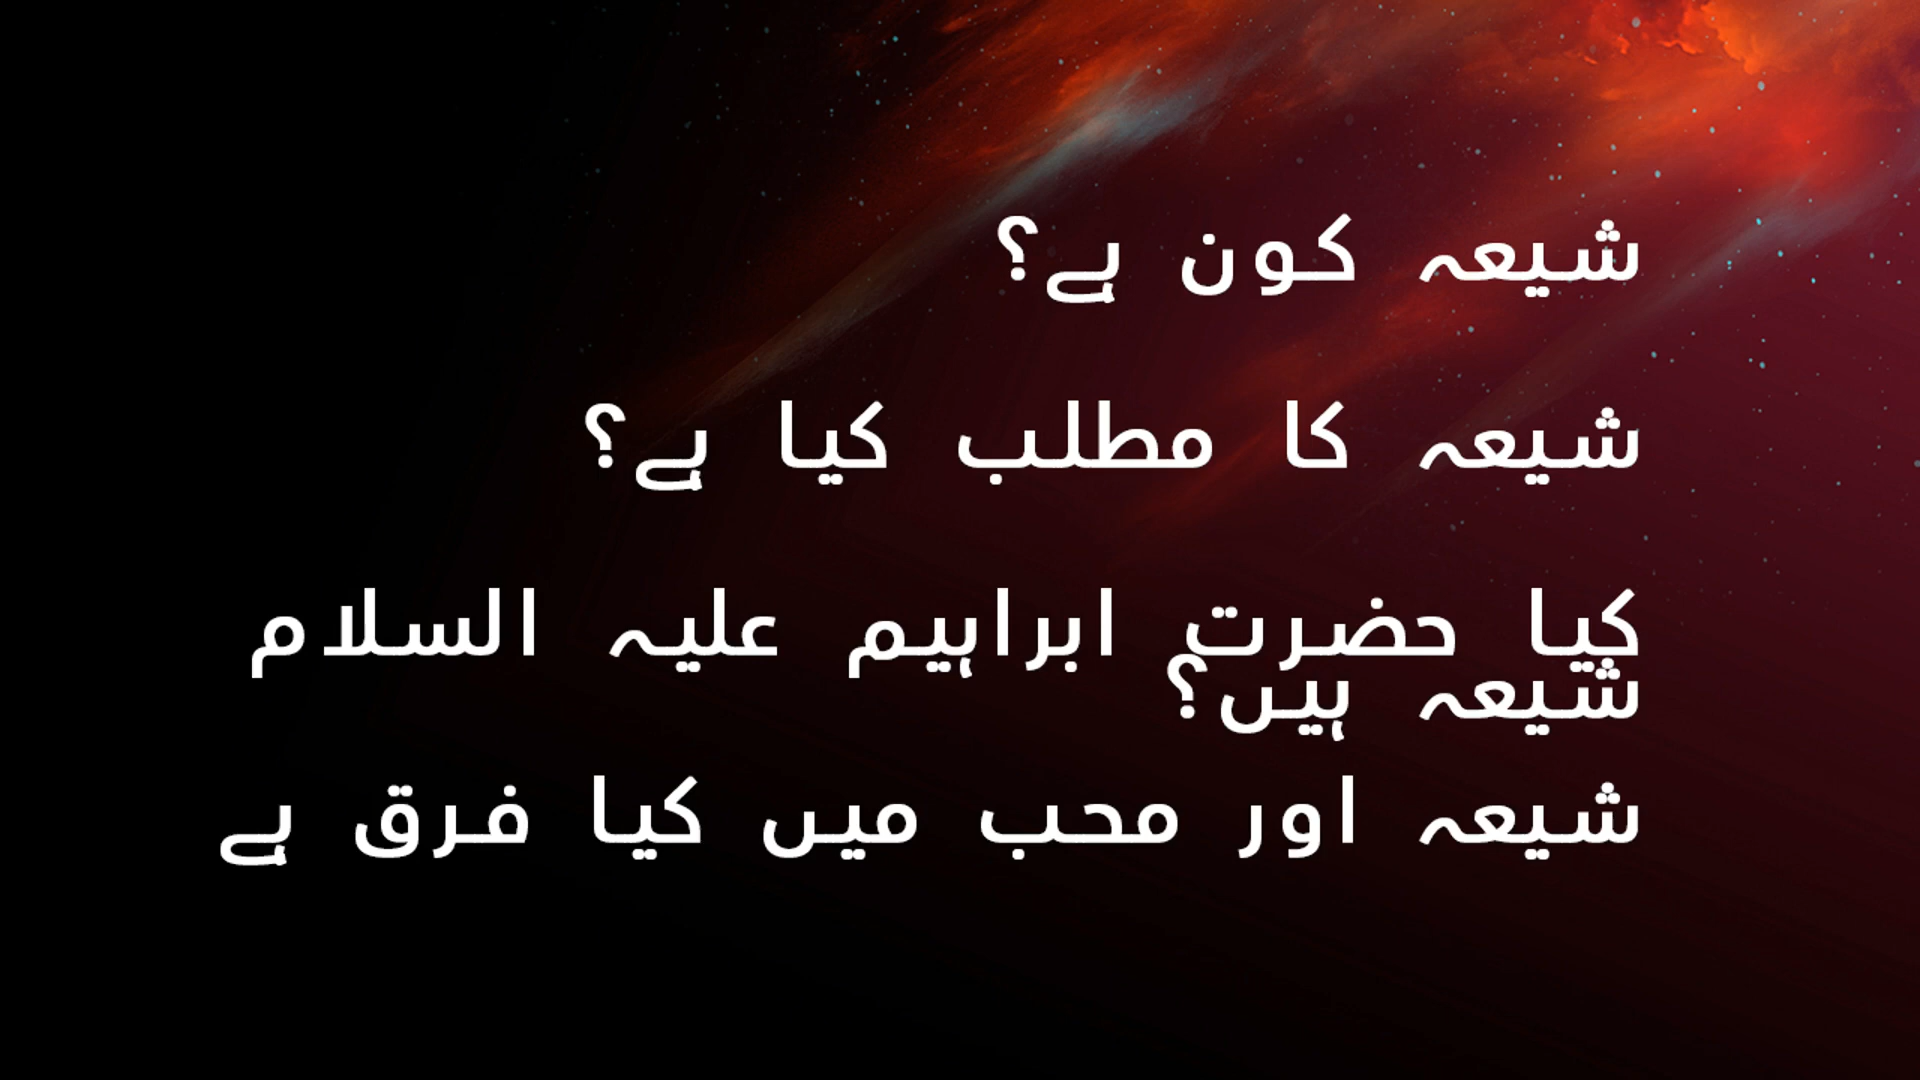 شیعہ کون ہے؟
شیعہ کا مطلب کیا ہے؟
کیا حضرت ابراہیم علیہ السلام
شیعہ ہیں؟
شیعہ اور محب میں کیا فرق ہے